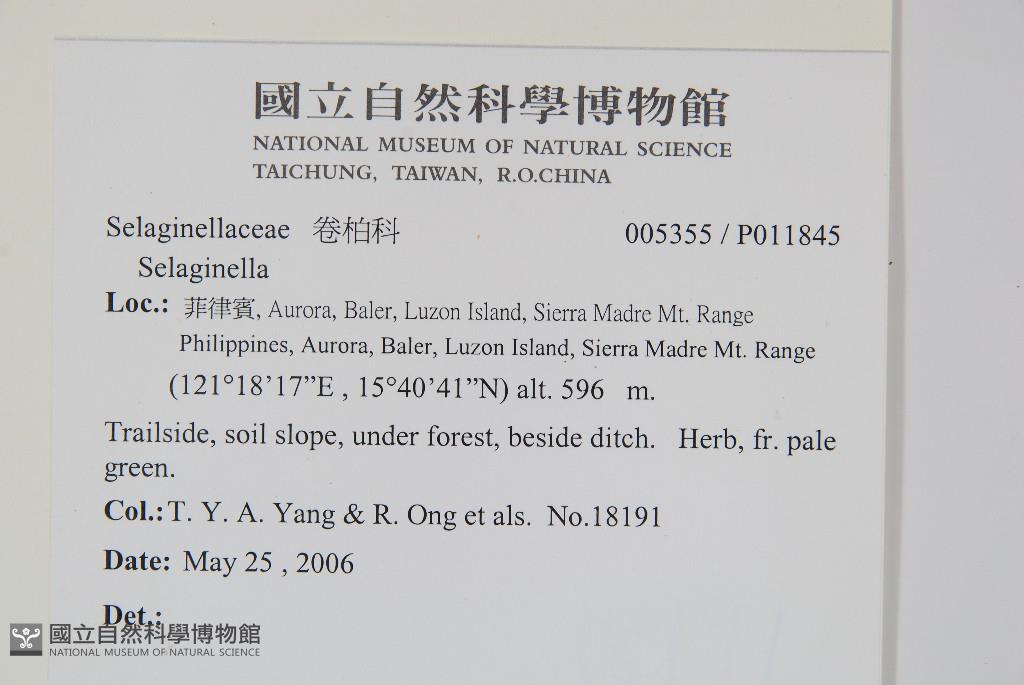 國立自然科學博物館
NATIONAL MUSEUM OF NATURAL SCIENCE
TAICHUNG, TAIWAN, R.O.CHINA
Selaginellaceae 卷柏科 005355 / P011845
Selaginella
Loc.: 菲律賓, Aurora, Baler, Luzon Island, Sierra Madre Mt. Range
Philippines, Aurora, Baler, Luzon Island, Sierra Madre Mt. Range
(121°18’17”E , 15°40’41”N) alt. 596 m.
Trailside, soil slope, under forest, beside ditch. Herb, fr. pale
green.
Col.: T. Y. A. Yang & R. Ong et als. No.18191
Date: May 25 , 2006
Det.:
國立自然科學博物館
NATIONAL MUSEUM OF NATURAL SCIENCE